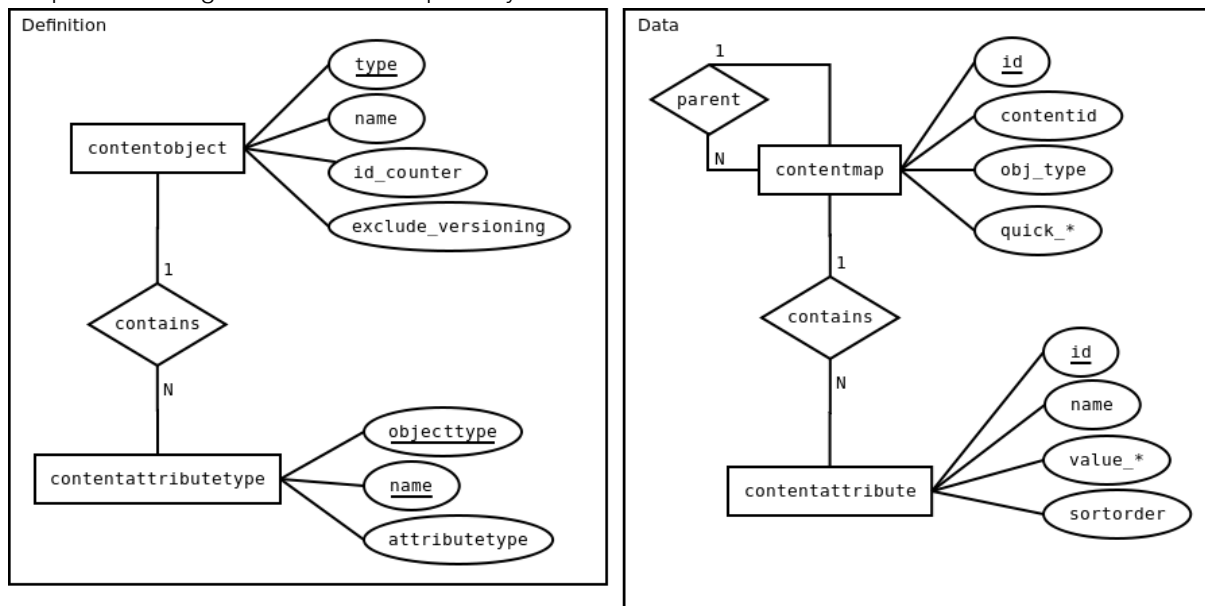 Definition
type
name
contentobject
id_counter
exclude_versioning
1
contains
N
objecttype
contentattributetype
name
attributetype
Data
1
id
parent
contentid
N
contentmap
obj_type
quick_*
1
contains
N
id
name
value_*
contentattribute
sortorder